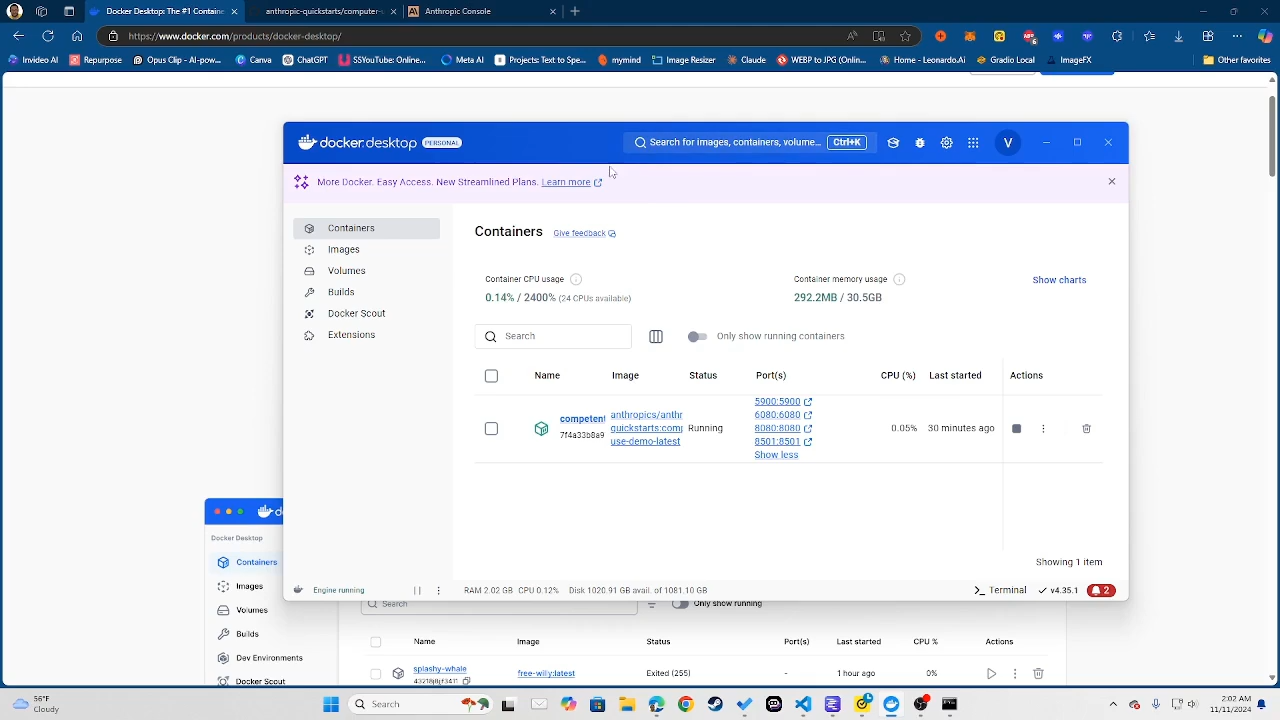 Docker Desktop: The #1 Containe
anthropic-quickstarts/computer-
Anthropic Console
https://www.docker.com/products/docker-desktop/
Invideo AI
Repurpose
Opus Clip - AI-pow...
Canva
ChatGPT
SSYouTube: Online...
Meta AI
Projects Text to Spe...
mymind
Image Resizer
Claude
WEBP to JPG (Onlin...
Home - Leonardo.Ai
Gradio Local
ImageFX
Other favorites
docker desktop PERSONAL
Search for images, containers, volume... Ctrl+K
V
More Docker. Easy Access. New Streamlined Plans. Learn more
Containers
Images
Volumes
Builds
Docker Scout
Extensions
Containers Give feedback
Container CPU usage
0.14% / 2400% (24 CPUs available)
Container memory usage
292.2MB / 30.5GB
Show charts
Search
Only show running containers
Name Image Status Port(s) CPU (%) Last started Actions
competent
7f4a33b8a9
anthropics/anthr
quickstarts:comp
use-demo-latest
Running
5900:5900
6080:6080
8080:8080
8501:8501
Show less
0.05%
30 minutes ago
Showing 1 item
Engine running
RAM 2.02 GB CPU 0.12% Disk 1020.91 GB avail. of 1081.10 GB
Terminal
v4.35.1
2
Docker Desktop
Containers
Images
Volumes
Builds
Dev Environments
Docker Scout
Search
Only show running
Name Image Status Port(s) Last started CPU % Actions
splashy-whale
free-willy:latest
Exited (255)
-
1 hour ago
0%
55°F
Cloudy
Search
2:02 AM
11/11/2024